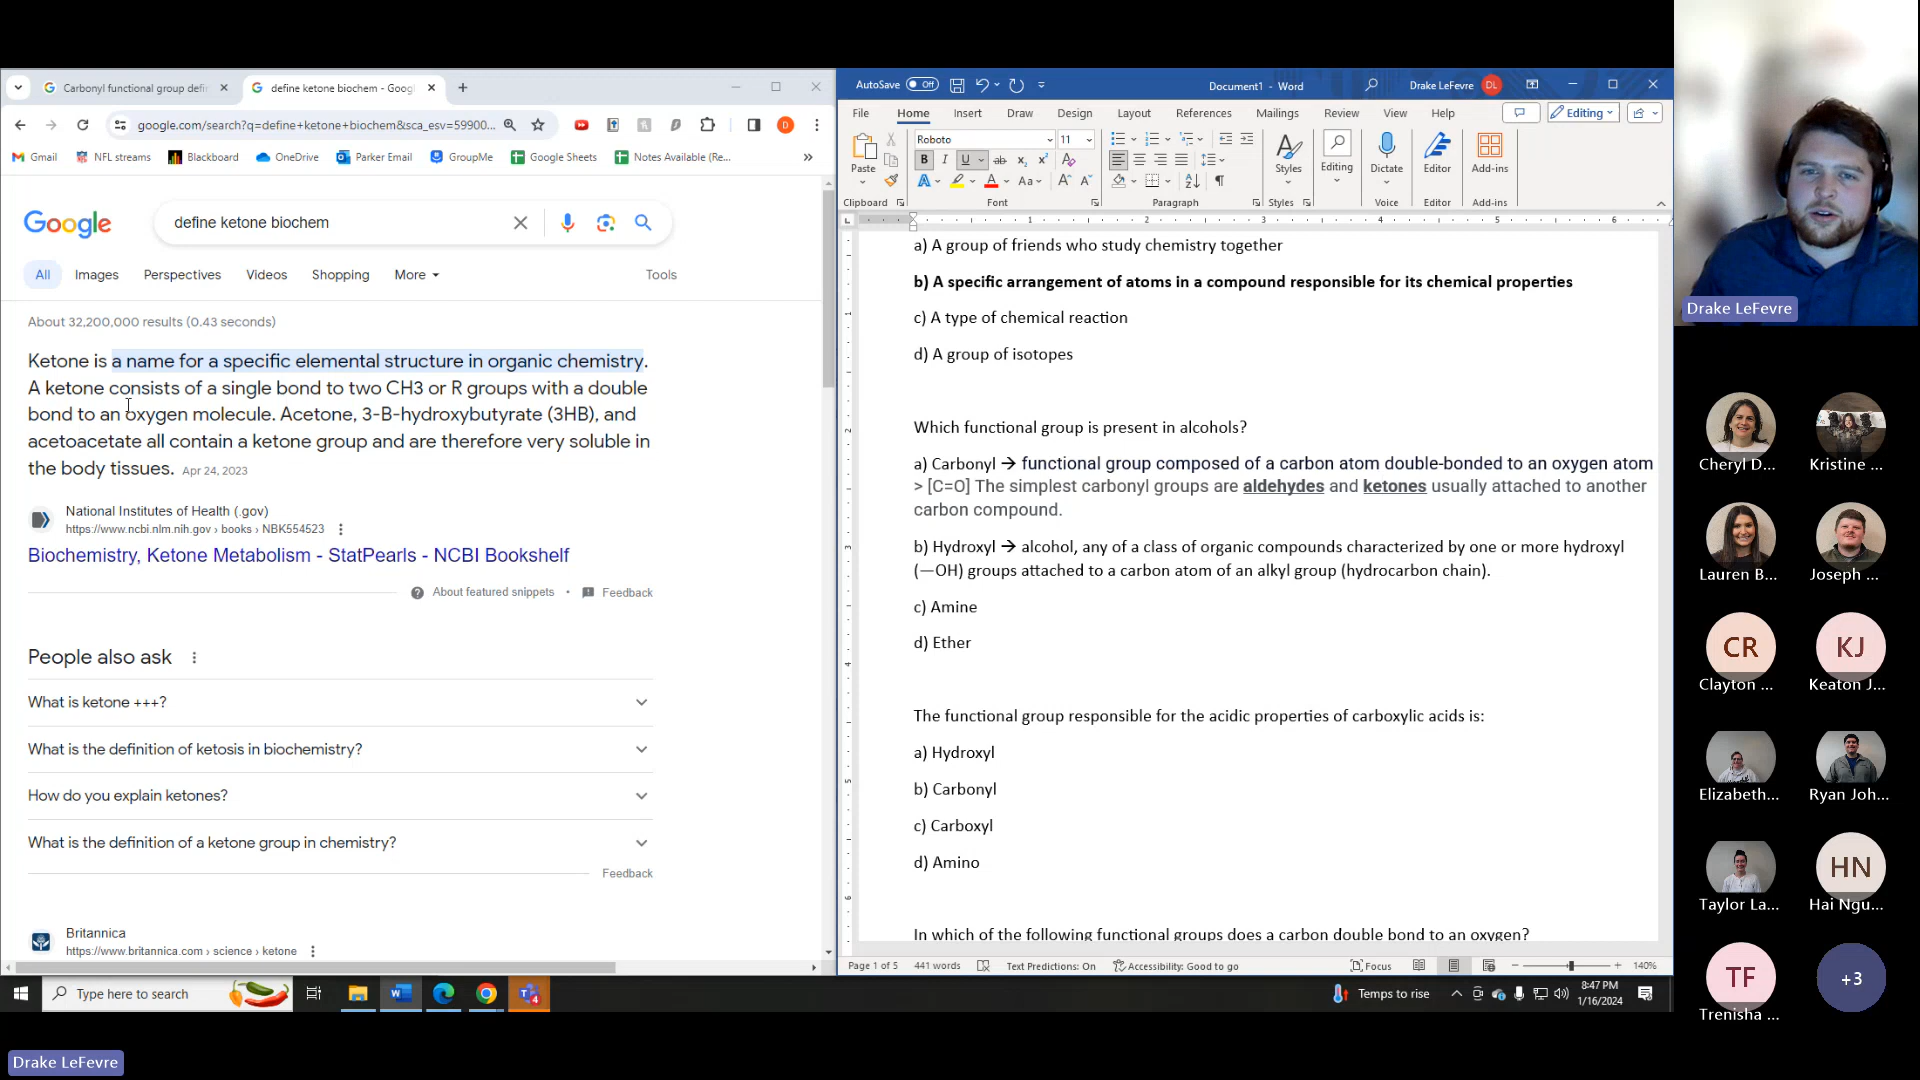 Carbonyl functional group defin
define ketone biochem - Googl
google.com/search?q=define+ketone+biochem&sca_esv=59900...
Gmail
NFL streams
Blackboard
OneDrive
Parker Email
GroupMe
Google Sheets
Notes Available (Re...
Google
define ketone biochem
All
Images
Perspectives
Videos
Shopping
More
Tools
About 32,200,000 results (0.43 seconds)
Ketone is a name for a specific elemental structure in organic chemistry.
A ketone consists of a single bond to two CH3 or R groups with a double
bond to an oxygen molecule. Acetone, 3-B-hydroxybutyrate (3HB), and
acetoacetate all contain a ketone group and are therefore very soluble in
the body tissues. Apr 24, 2023
National Institutes of Health (.gov)
https://www.ncbi.nlm.nih.gov › books › NBK554523
Biochemistry, Ketone Metabolism - StatPearls - NCBI Bookshelf
About featured snippets • Feedback
People also ask
What is ketone +++?
What is the definition of ketosis in biochemistry?
How do you explain ketones?
What is the definition of a ketone group in chemistry?
Feedback
Britannica
https://www.britannica.com › science › ketone
AutoSave Off
Document1 - Word
Drake LeFevre DL
File
Home
Insert
Draw
Design
Layout
References
Mailings
Review
View
Help
Editing
Paste
Roboto
11
Styles
Editing
Dictate
Editor
Add-ins
Clipboard
Font
Paragraph
Styles
Voice
Editor
Add-ins
1 2 3 4 5 6
a) A group of friends who study chemistry together
b) A specific arrangement of atoms in a compound responsible for its chemical properties
c) A type of chemical reaction
d) A group of isotopes
Which functional group is present in alcohols?
a) Carbonyl → functional group composed of a carbon atom double-bonded to an oxygen atom
> [C=O] The simplest carbonyl groups are aldehydes and ketones usually attached to another
carbon compound.
b) Hydroxyl → alcohol, any of a class of organic compounds characterized by one or more hydroxyl
(―OH) groups attached to a carbon atom of an alkyl group (hydrocarbon chain).
c) Amine
d) Ether
The functional group responsible for the acidic properties of carboxylic acids is:
a) Hydroxyl
b) Carbonyl
c) Carboxyl
d) Amino
In which of the following functional groups does a carbon double bond to an oxygen?
Page 1 of 5
441 words
Text Predictions: On
Accessibility: Good to go
Focus
140%
Type here to search
Temps to rise
8:47 PM
1/16/2024
Drake LeFevre
Cheryl D...
Kristine ...
Lauren B...
Joseph ...
CR
Clayton ...
KJ
Keaton J...
Elizabeth...
Ryan Joh...
Taylor La...
HN
Hai Ngu...
TF
Trenisha ...
+3
Drake LeFevre